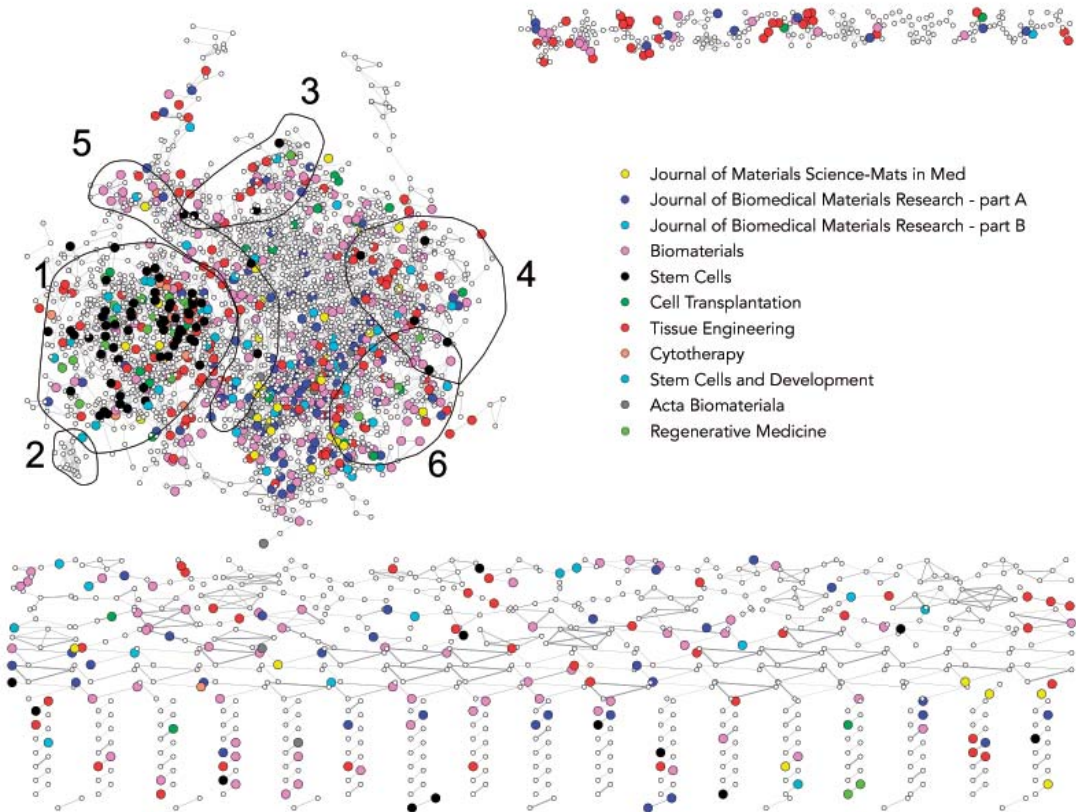 3
5
1
4
2
6
Journal of Materials Science-Mats in Med
Journal of Biomedical Materials Research - part A
Journal of Biomedical Materials Research - part B
Biomaterials
Stem Cells
Cell Transplantation
Tissue Engineering
Cytotherapy
Stem Cells and Development
Acta Biomateriala
Regenerative Medicine